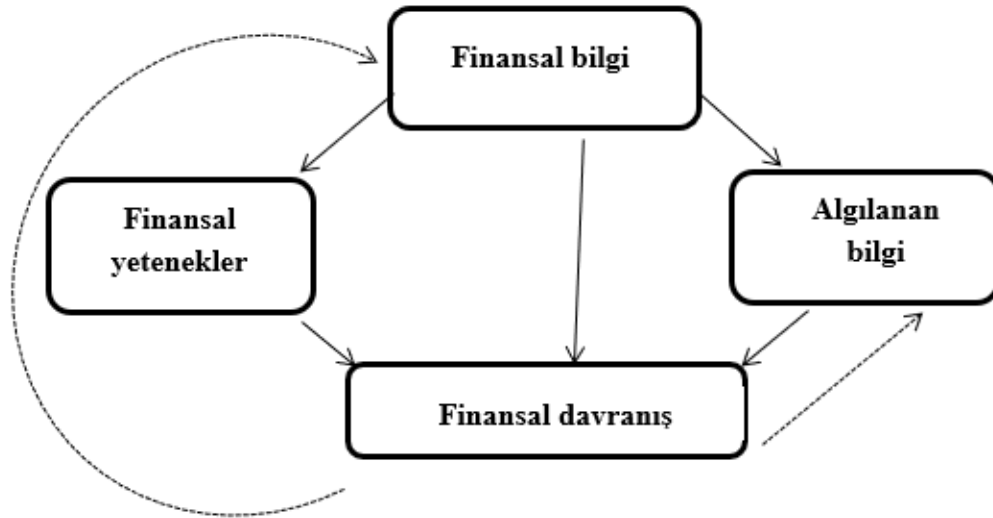 Finansal bilgi
Finansal
yetenekler
Algılanan
bilgi
Finansal davranış